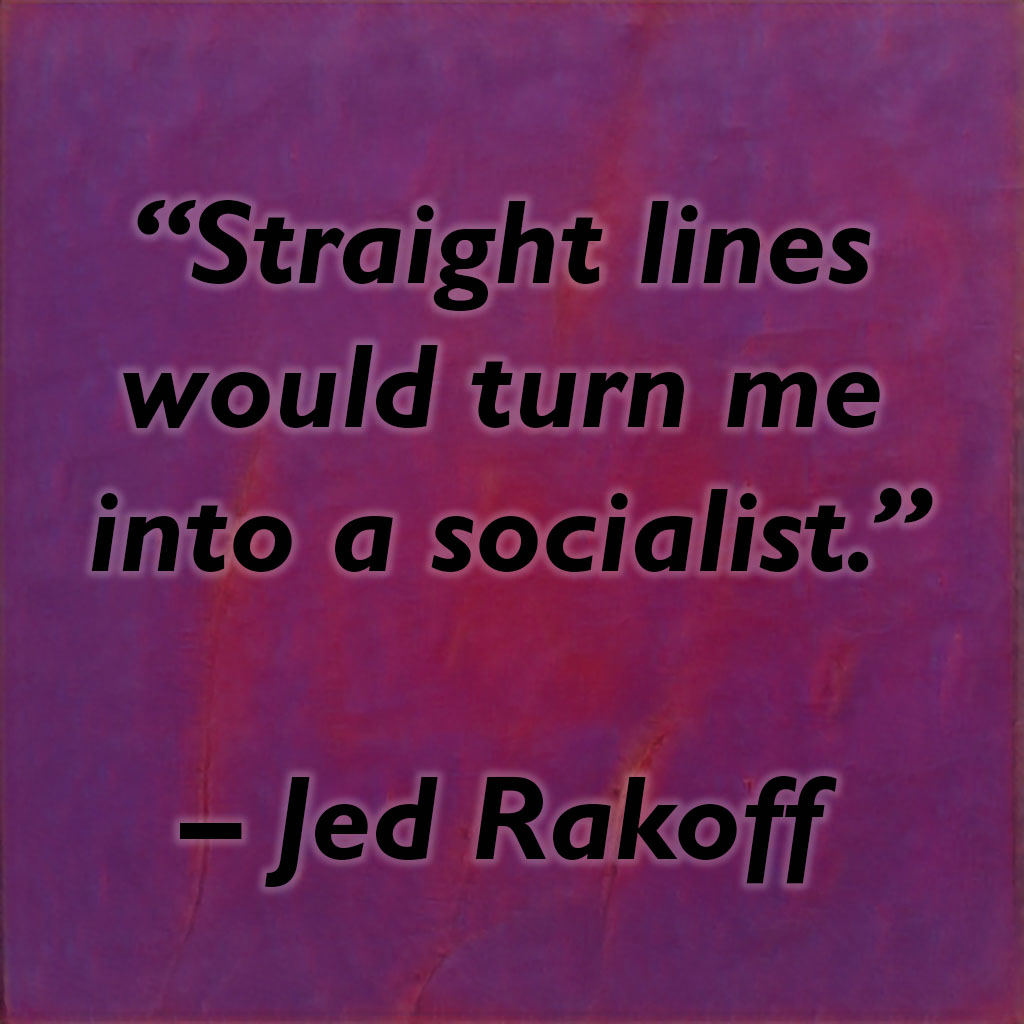 “Straight lines
would turn me
into a socialist.”
– Jed Rakoff